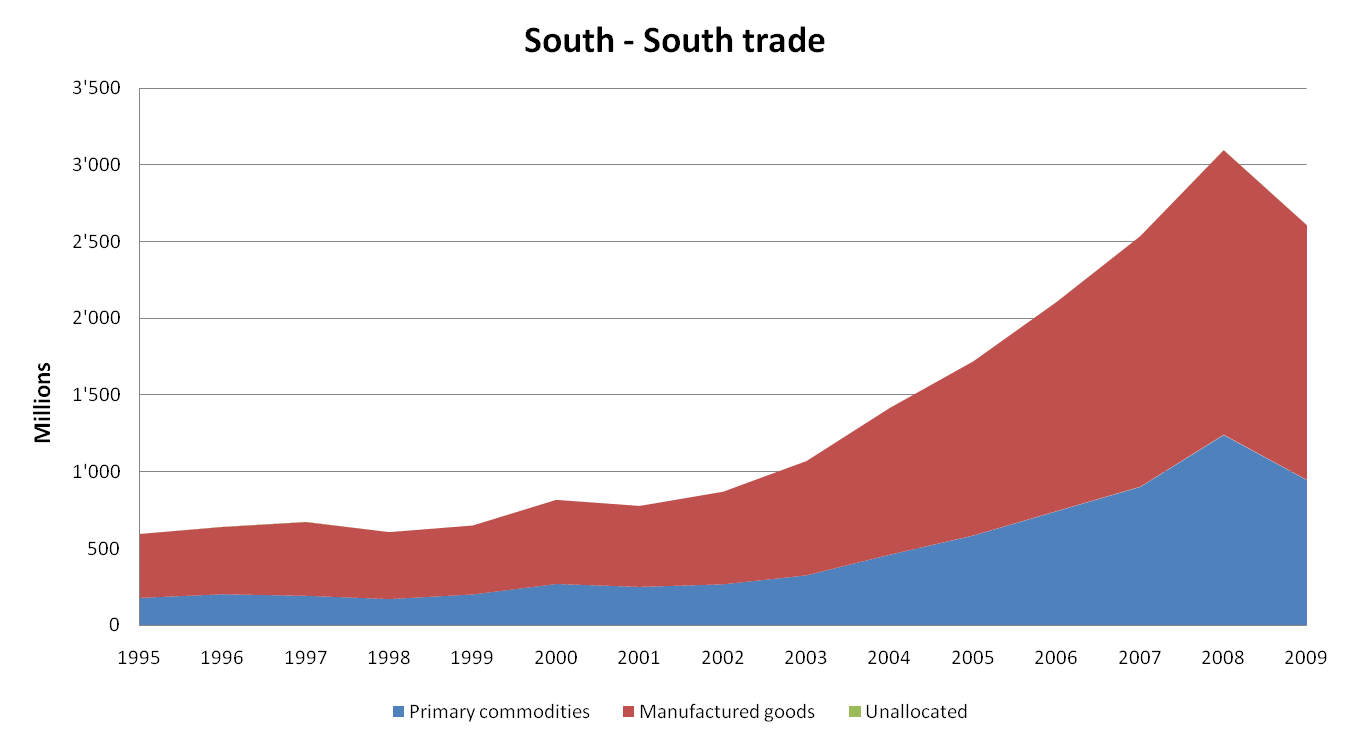 South - South trade
3'500
3'000
2'500
2'000
1'500
1'000
500
0
Millions
1995 1996 1997 1998 1999 2000 2001 2002 2003 2004 2005 2006 2007 2008 2009
Primary commodities Manufactured goods Unallocated